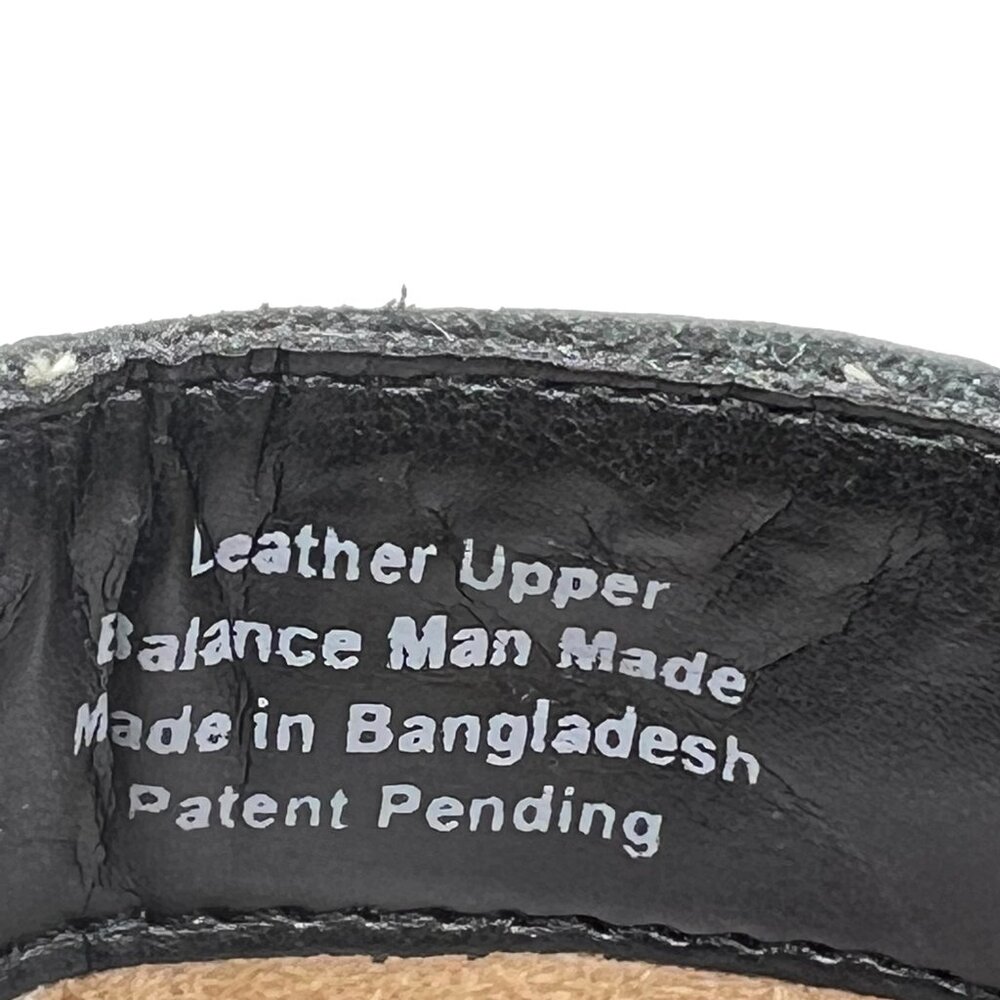 Leather Upper
Balance Man Made
Made in Bangladesh
Patent Pending